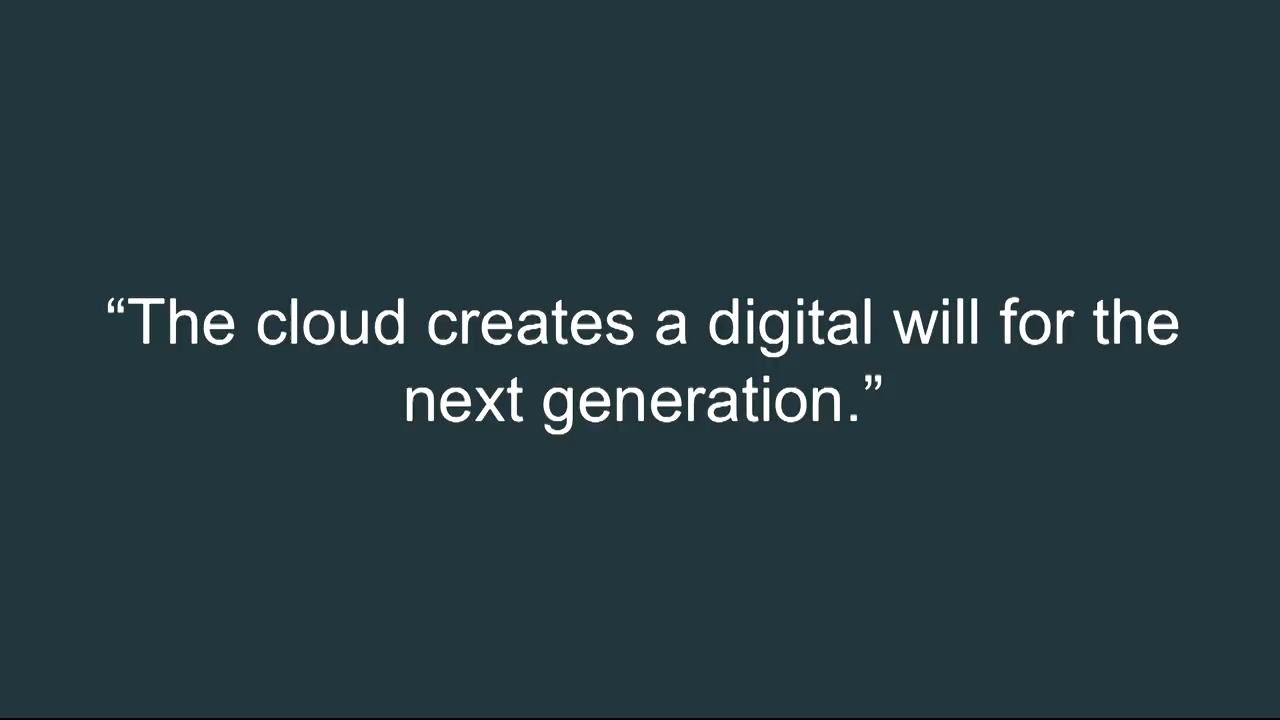 “The cloud creates a digital will for the
next generation.”